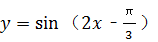 y = sin（2x - π/3）